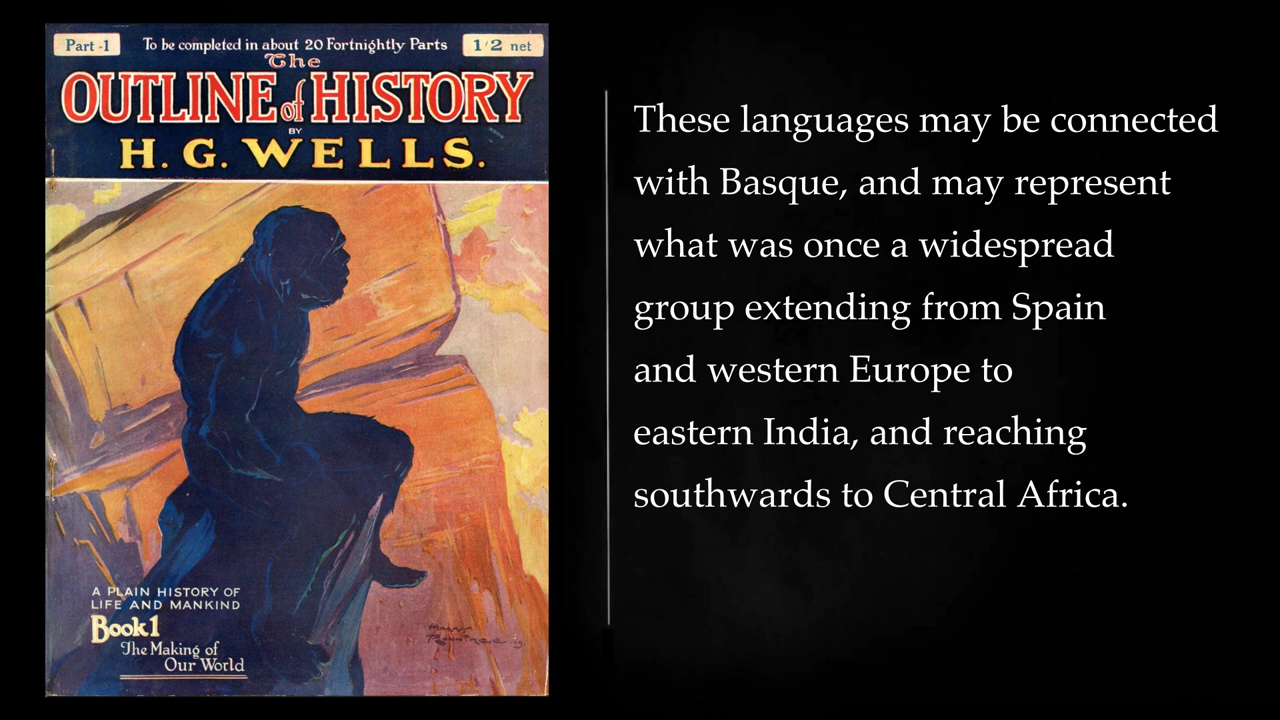 Part -1
To be completed in about 20 Fortnightly Parts
1/2 net
The
OUTLINE of HISTORY
BY
H. G. WELLS.
A PLAIN HISTORY OF
LIFE AND MANKIND
Book 1
The Making of
Our World
These languages may be connected
with Basque, and may represent
what was once a widespread
group extending from Spain
and western Europe to
eastern India, and reaching
southwards to Central Africa.